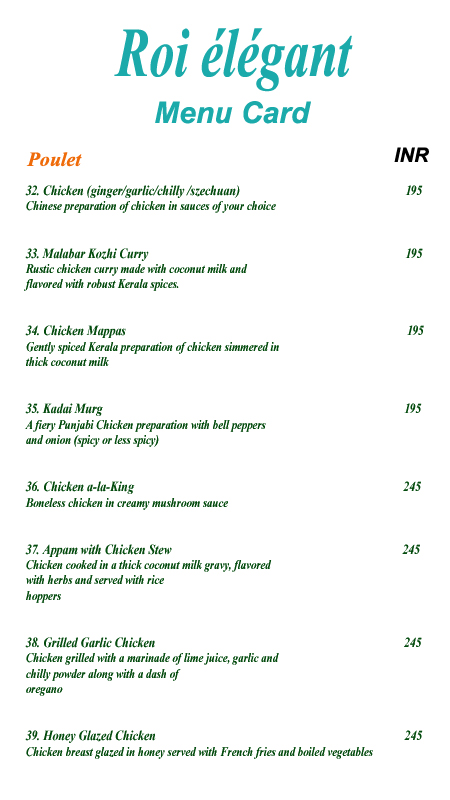 Roi élégant
Menu Card
Poulet INR
32. Chicken (ginger/garlic/chilly /szechuan) 195
Chinese preparation of chicken in sauces of your choice
33. Malabar Kozhi Curry 195
Rustic chicken curry made with coconut milk and
flavored with robust Kerala spices.
34. Chicken Mappas 195
Gently spiced Kerala preparation of chicken simmered in
thick coconut milk
35. Kadai Murg 195
A fiery Punjabi Chicken preparation with bell peppers
and onion (spicy or less spicy)
36. Chicken a-la-King 245
Boneless chicken in creamy mushroom sauce
37. Appam with Chicken Stew 245
Chicken cooked in a thick coconut milk gravy, flavored
with herbs and served with rice
hoppers
38. Grilled Garlic Chicken 245
Chicken grilled with a marinade of lime juice, garlic and
chilly powder along with a dash of
oregano
39. Honey Glazed Chicken 245
Chicken breast glazed in honey served with French fries and boiled vegetables